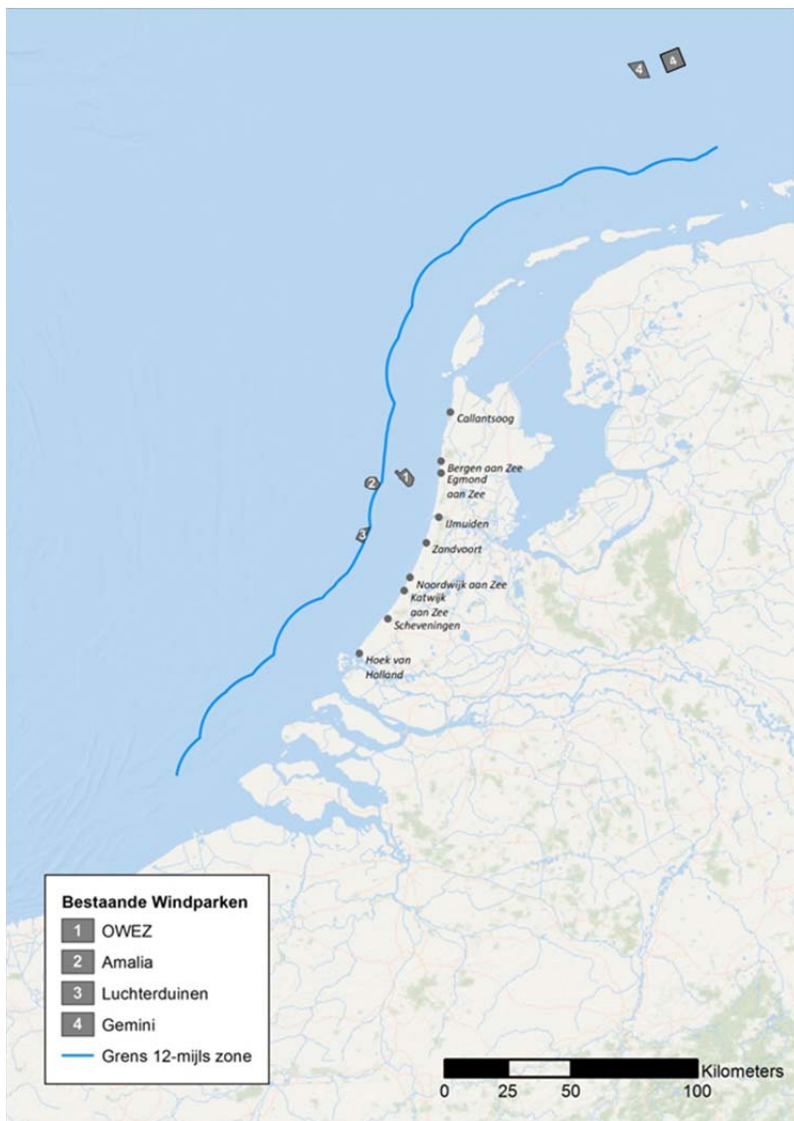 4
4
Callantsoog
Bergen aan Zee
Egmond
aan Zee
1
2
IJmuiden
3
Zandvoort
Noordwijk aan Zee
Katwijk
aan Zee
Scheveningen
Hoek van
Holland
Bestaande Windparken
1 OWEZ
2 Amalia
3 Luchterduinen
4 Gemini
Grens 12-mijls zone
Kilometers
0 25 50 100